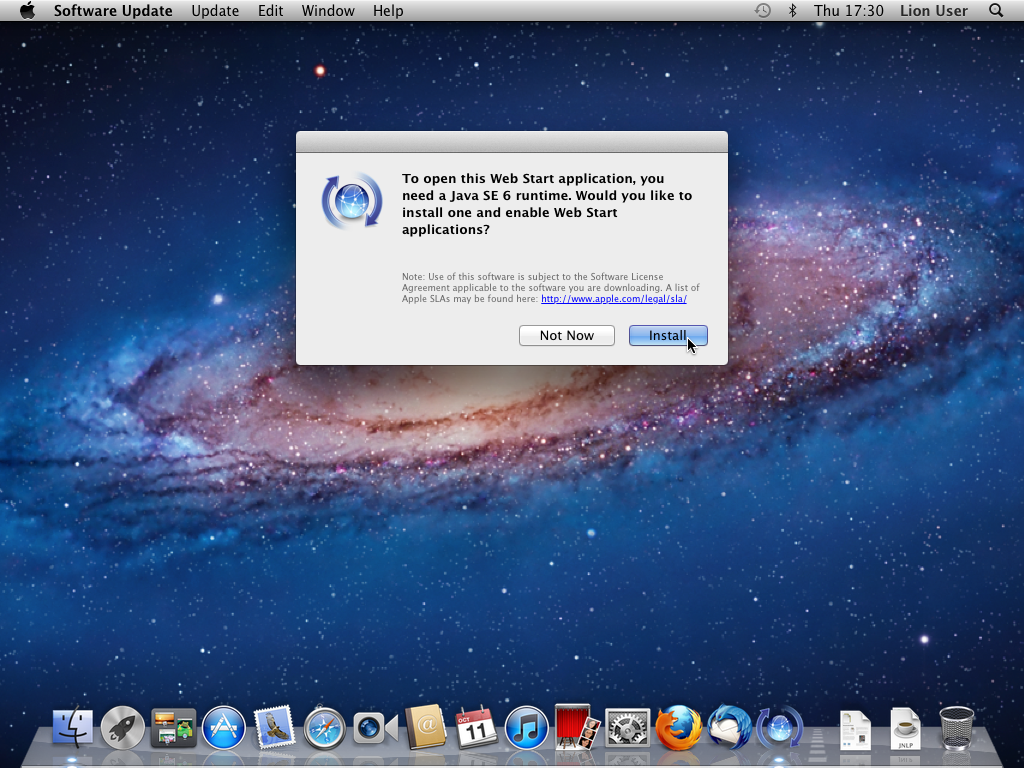 Software Update Update Edit Window Help Thu 17:30 Lion User
To open this Web Start application, you
need a Java SE 6 runtime. Would you like to
install one and enable Web Start
applications?
Note: Use of this software is subject to the Software License
Agreement applicable to the software you are downloading. A list of
Apple SLAs may be found here: http://www.apple.com/legal/sla/
Not Now Install
OCT
11
@
JNLP